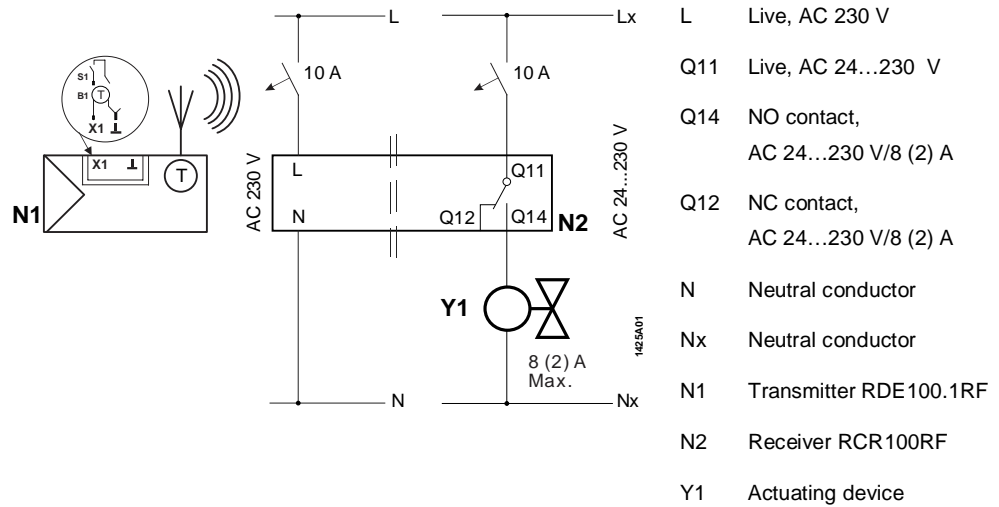 L
Lx
10 A
10 A
S1
B1
T
X1
X1
T
N1
AC 230 V
L
N
Q11
Q12
Q14
N2
AC 24...230 V
Y1
8 (2) A
Max.
1425A01
N
Nx
L Live, AC 230 V
Q11 Live, AC 24…230 V
Q14 NO contact,
AC 24…230 V/8 (2) A
Q12 NC contact,
AC 24…230 V/8 (2) A
N Neutral conductor
Nx Neutral conductor
N1 Transmitter RDE100.1RF
N2 Receiver RCR100RF
Y1 Actuating device